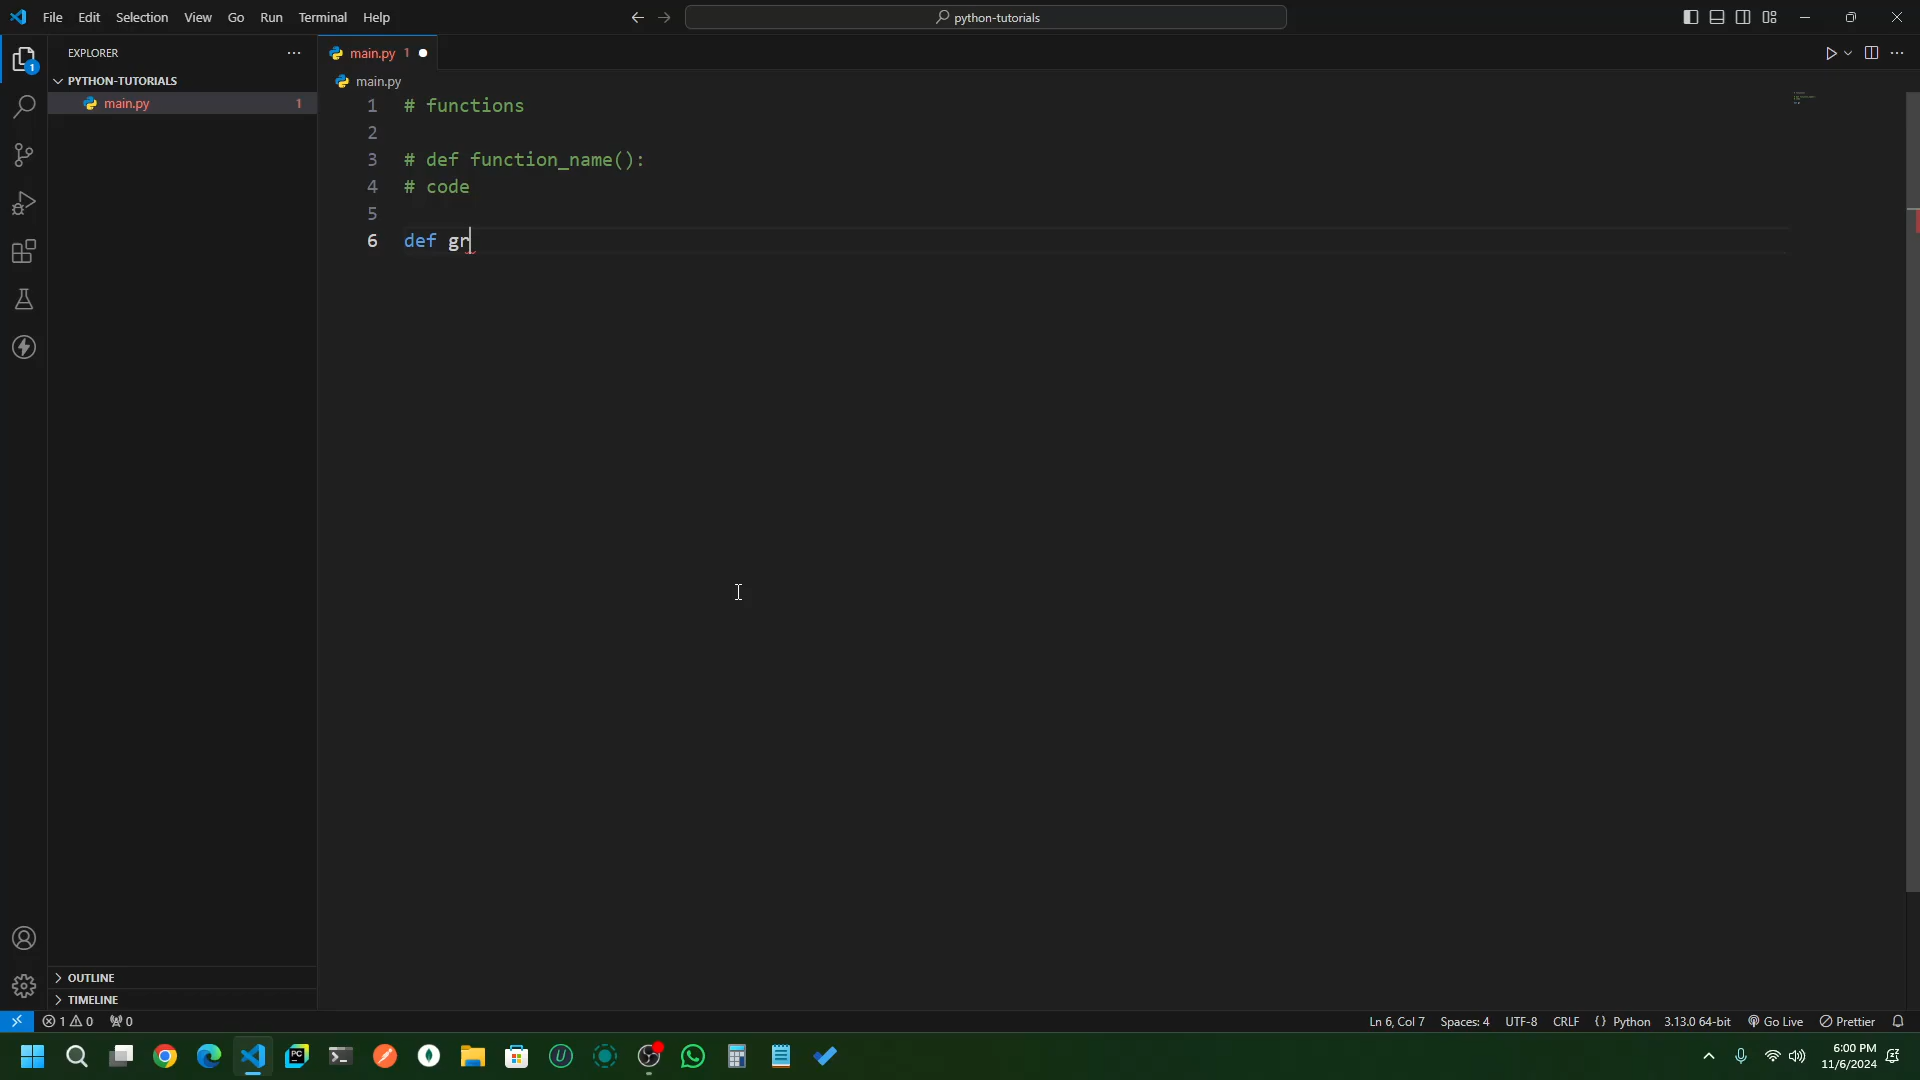 File Edit Selection View Go Run Terminal Help
python-tutorials
EXPLORER
main.py 1
1
PYTHON-TUTORIALS
main.py 1
main.py
1 # functions
2
3 # def function_name():
4 # code
5
6 def gr
OUTLINE
TIMELINE
1 0 0
Ln 6, Col 7 Spaces: 4 UTF-8 CRLF {} Python 3.13.0 64-bit Go Live Prettier
PC
U
6:00 PM
11/6/2024